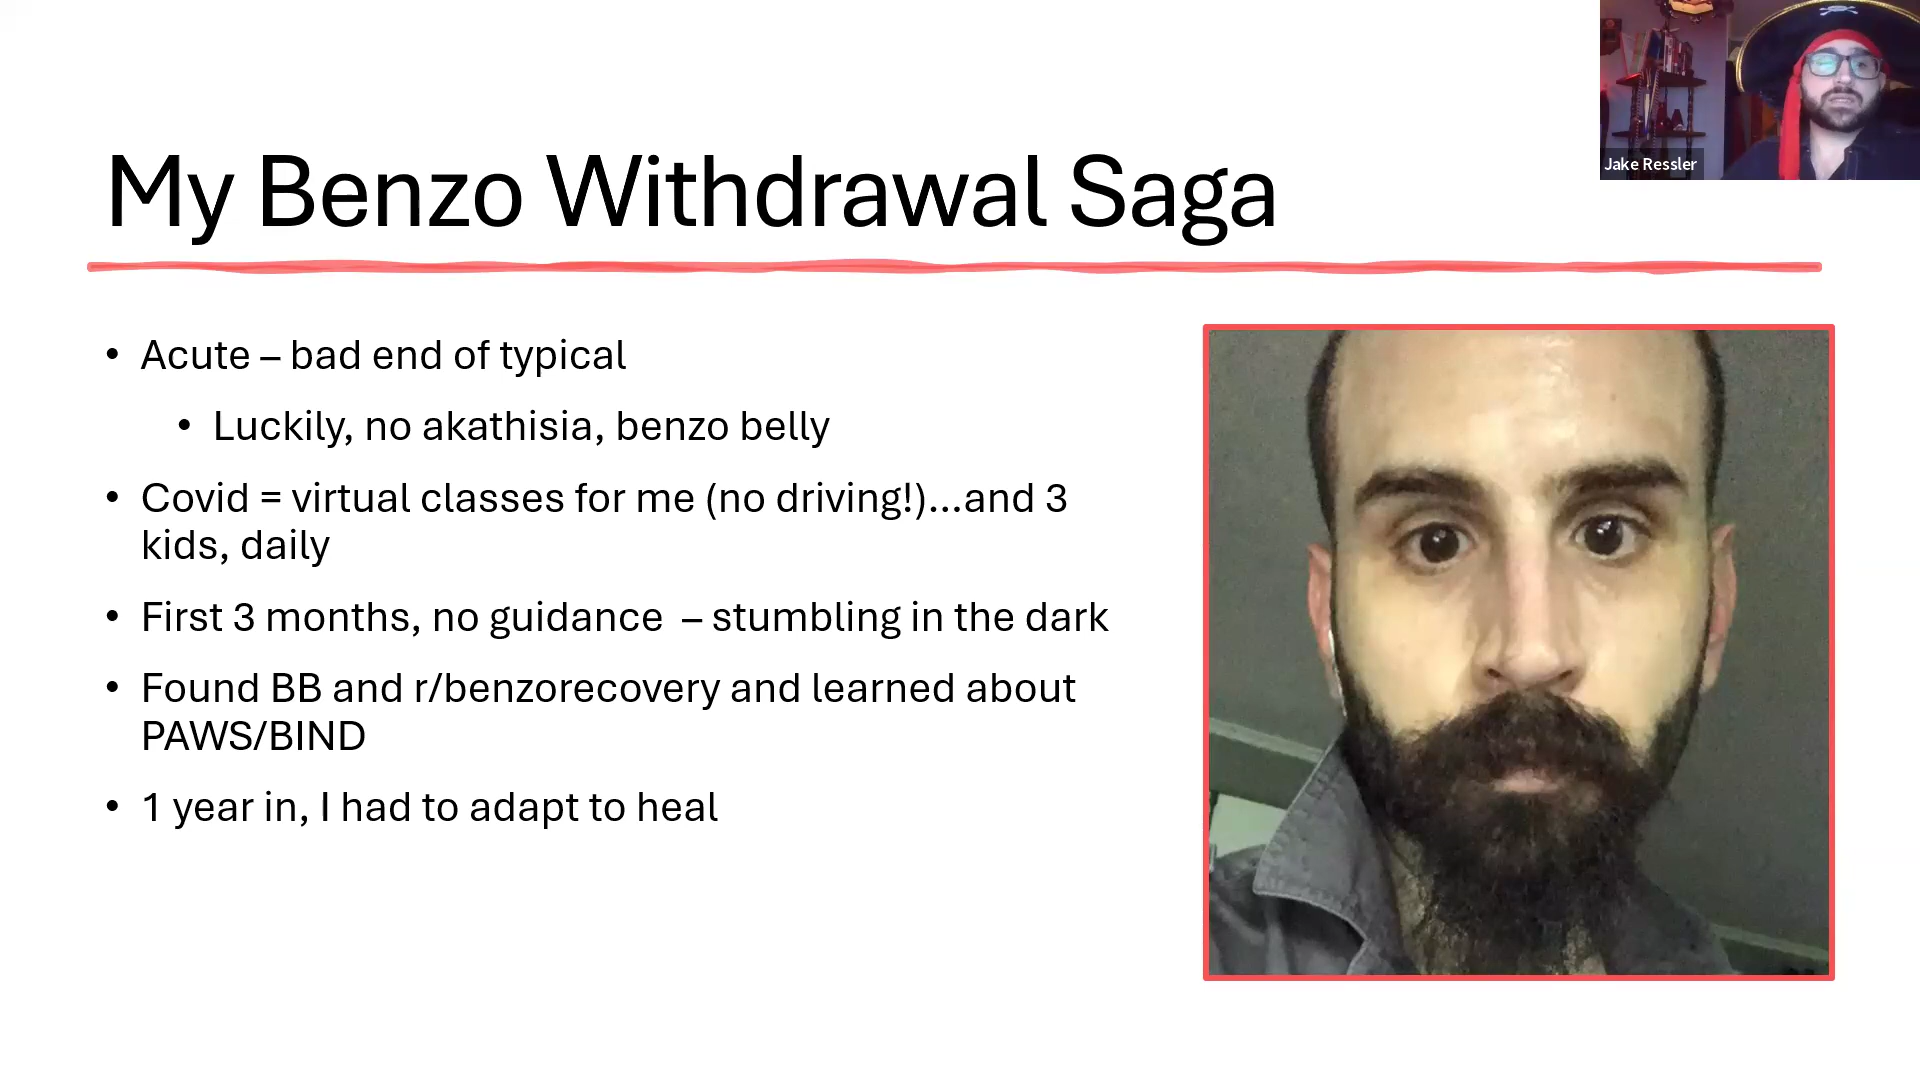 My Benzo Withdrawal Saga
Jake Ressler
• Acute – bad end of typical
• Luckily, no akathisia, benzo belly
• Covid = virtual classes for me (no driving!)...and 3
kids, daily
• First 3 months, no guidance – stumbling in the dark
• Found BB and r/benzorecovery and learned about
PAWS/BIND
• 1 year in, I had to adapt to heal